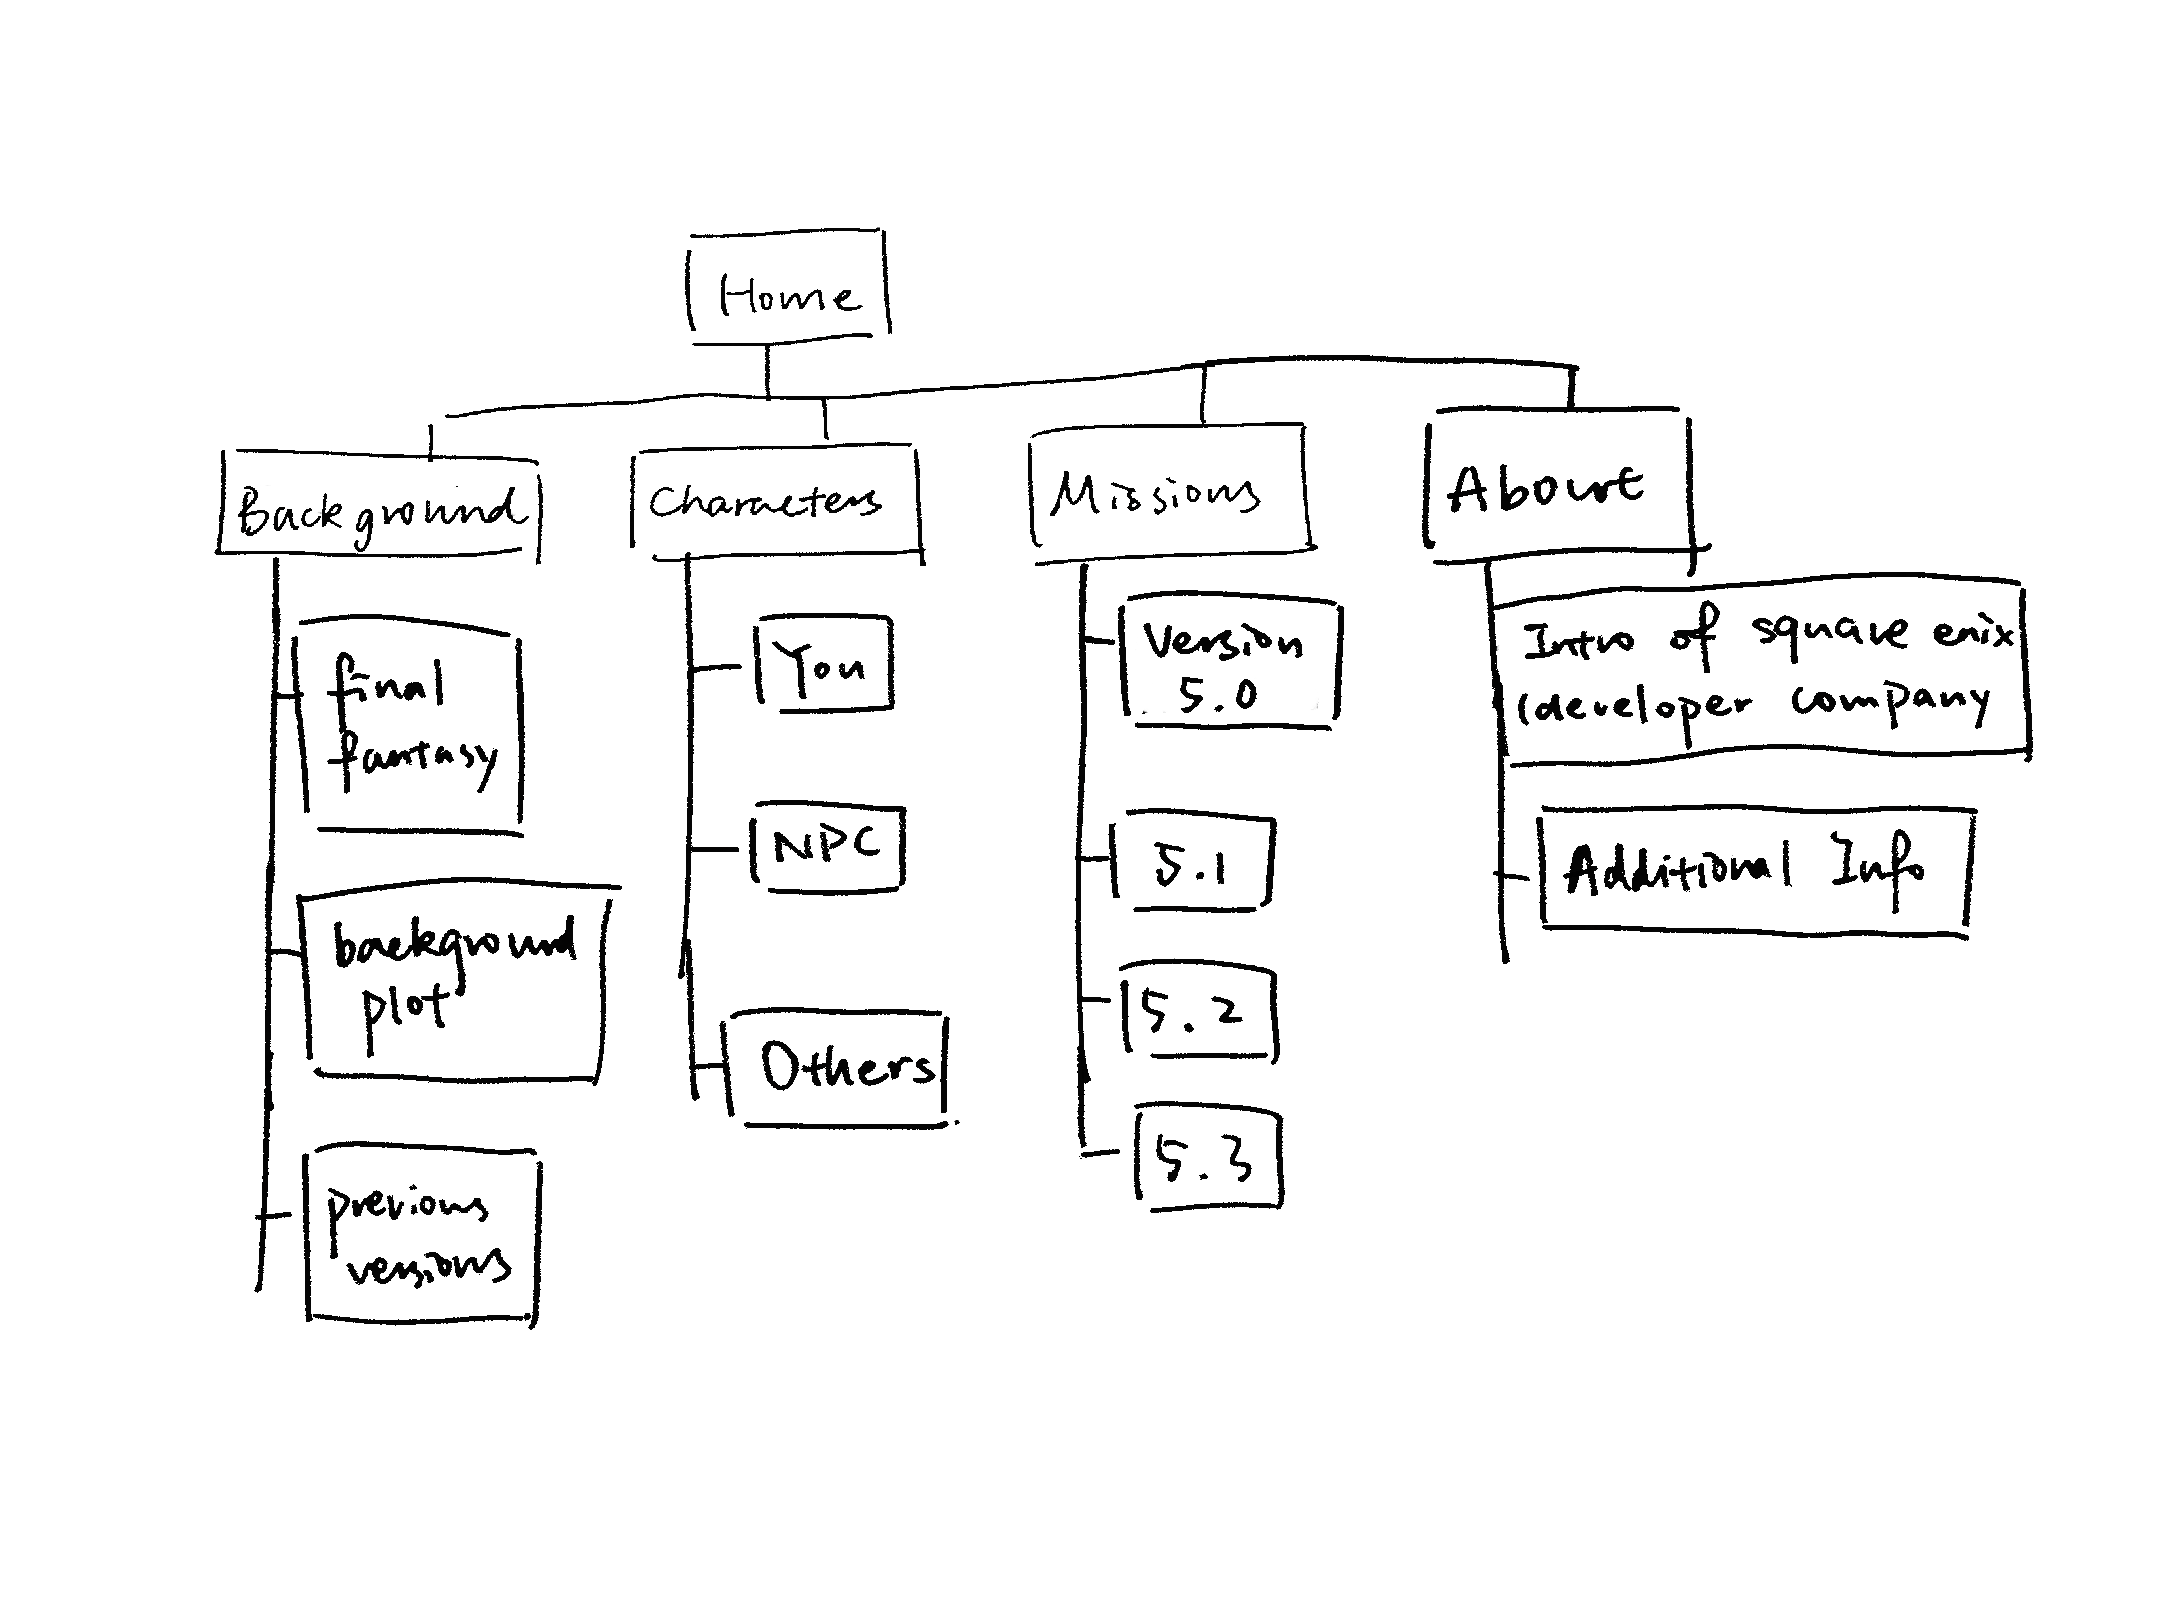 Home
Background
Characters
Missions
About
final
fantasy
background
plot
previous
versions
You
NPC
Others
Version
5.0
5.1
5.2
5.3
Intro of square enix
(developer company
Additional Info